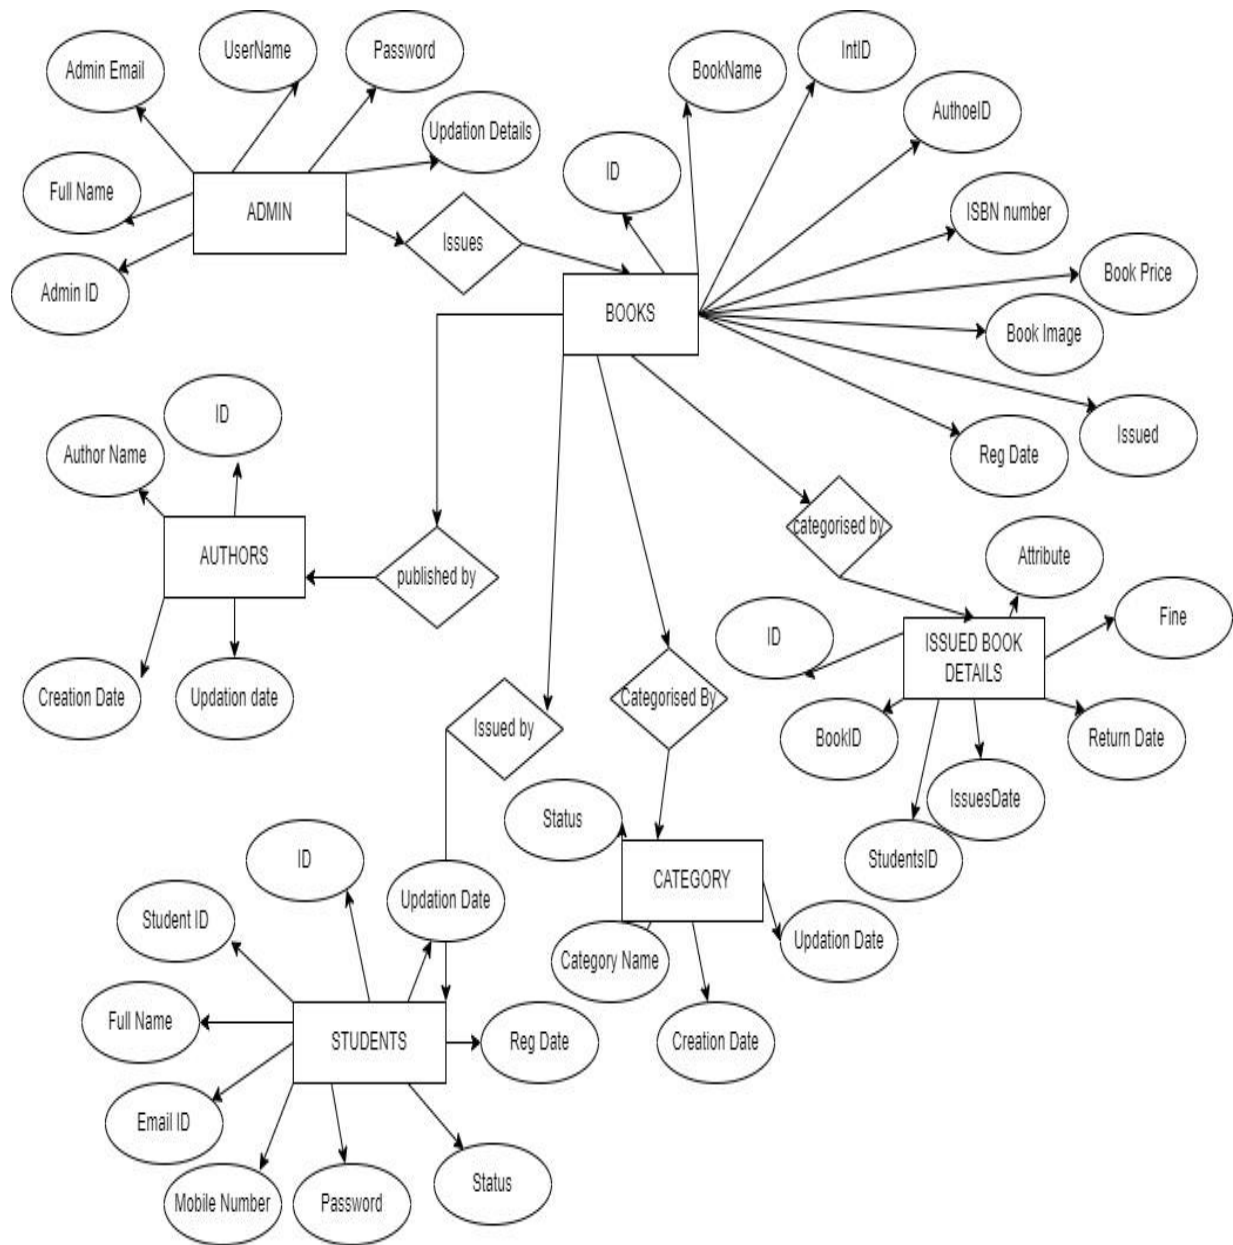 UserName
Password
Admin Email
BookName
IntID
AuthoeID
Updation Details
ID
Full Name
ADMIN
ISBN number
Issues
Admin ID
Book Price
BOOKS
Book Image
ID
Author Name
Issued
Reg Date
categorised by
AUTHORS
Attribute
published by
Fine
ID
ISSUED BOOK
DETAILS
Creation Date
Updation date
Categorised By
Issued by
BookID
Return Date
IssuesDate
Status
ID
StudentsID
CATEGORY
Updation Date
Student ID
Updation Date
Category Name
Full Name
STUDENTS
Reg Date
Creation Date
Email ID
Status
Mobile Number
Password